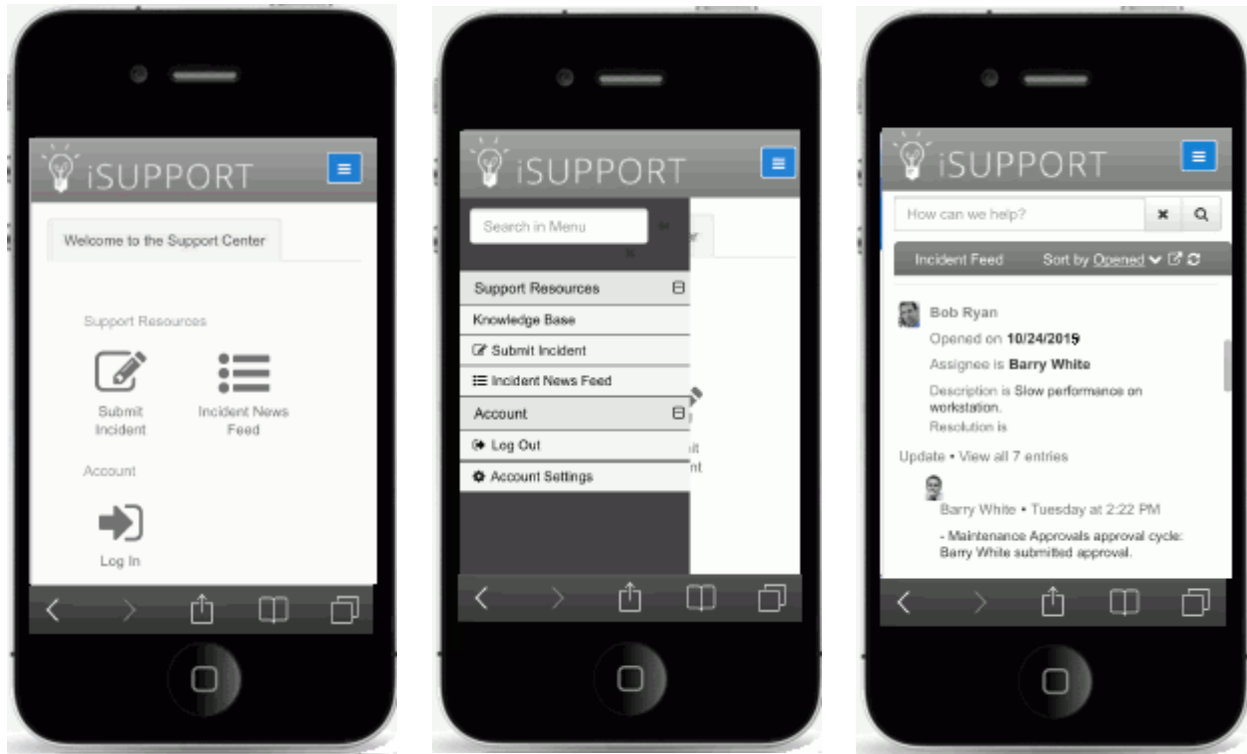 iSUPPORT
Welcome to the Support Center
Support Resources
Submit
Incident
Incident News
Feed
Account
Log In
iSUPPORT
Search in Menu
er
Support Resources
Knowledge Base
Submit Incident
Incident News Feed
Account
Log Out
it
Account Settings
nt
iSUPPORT
How can we help?
Incident Feed
Sort by Opened
Bob Ryan
Opened on 10/24/2019
Assignee is Barry White
Description is Slow performance on
workstation.
Resolution is
Update • View all 7 entries
Barry White • Tuesday at 2:22 PM
- Maintenance Approvals approval cycle:
Barry White submitted approval.